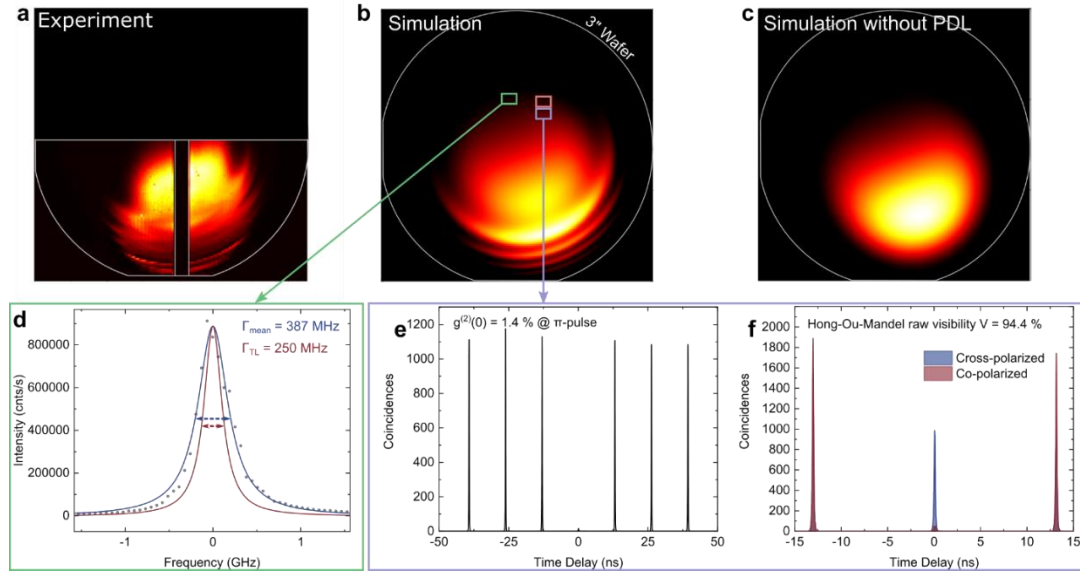 a Experiment
b Simulation
3" Wafer
c Simulation without PDL
d
Γmean = 387 MHz
ΓTL = 250 MHz
Intensity (cnts/s)
800000
600000
400000
200000
0
-1 0 1
Frequency (GHz)
e
g(2)(0) = 1.4 % @ π-pulse
Coincidences
1200
1000
800
600
400
200
0
-50 -25 0 25 50
Time Delay (ns)
f
Hong-Ou-Mandel raw visibility V = 94.4 %
Cross-polarized
Co-polarized
Coincidences
2000
1800
1600
1400
1200
1000
800
600
400
200
0
-15 -10 -5 0 5 10 15
Time Delay (ns)